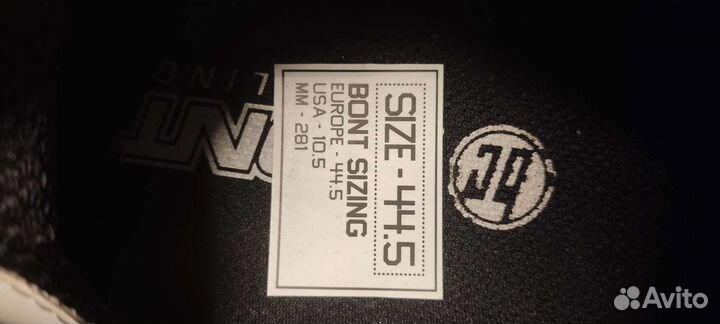 SIZE - 44.5
BONT SIZING
EUROPE - 44.5
USA - 10.5
MM - 281
Avito